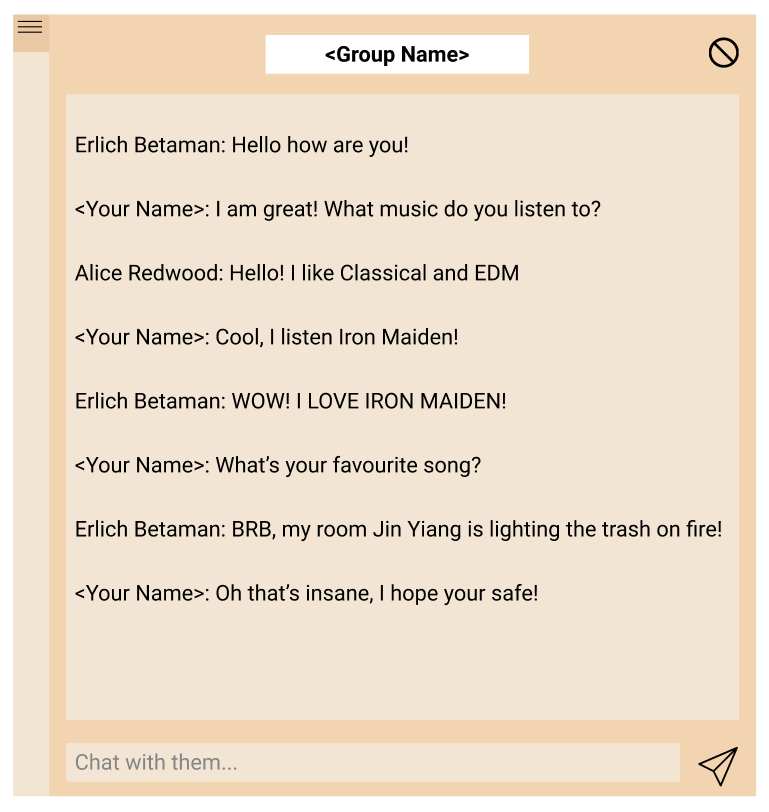 <Group Name>
Erlich Betaman: Hello how are you!
<Your Name>: I am great! What music do you listen to?
Alice Redwood: Hello! I like Classical and EDM
<Your Name>: Cool, I listen Iron Maiden!
Erlich Betaman: WOW! I LOVE IRON MAIDEN!
<Your Name>: What’s your favourite song?
Erlich Betaman: BRB, my room Jin Yiang is lighting the trash on fire!
<Your Name>: Oh that’s insane, I hope your safe!
Chat with them...